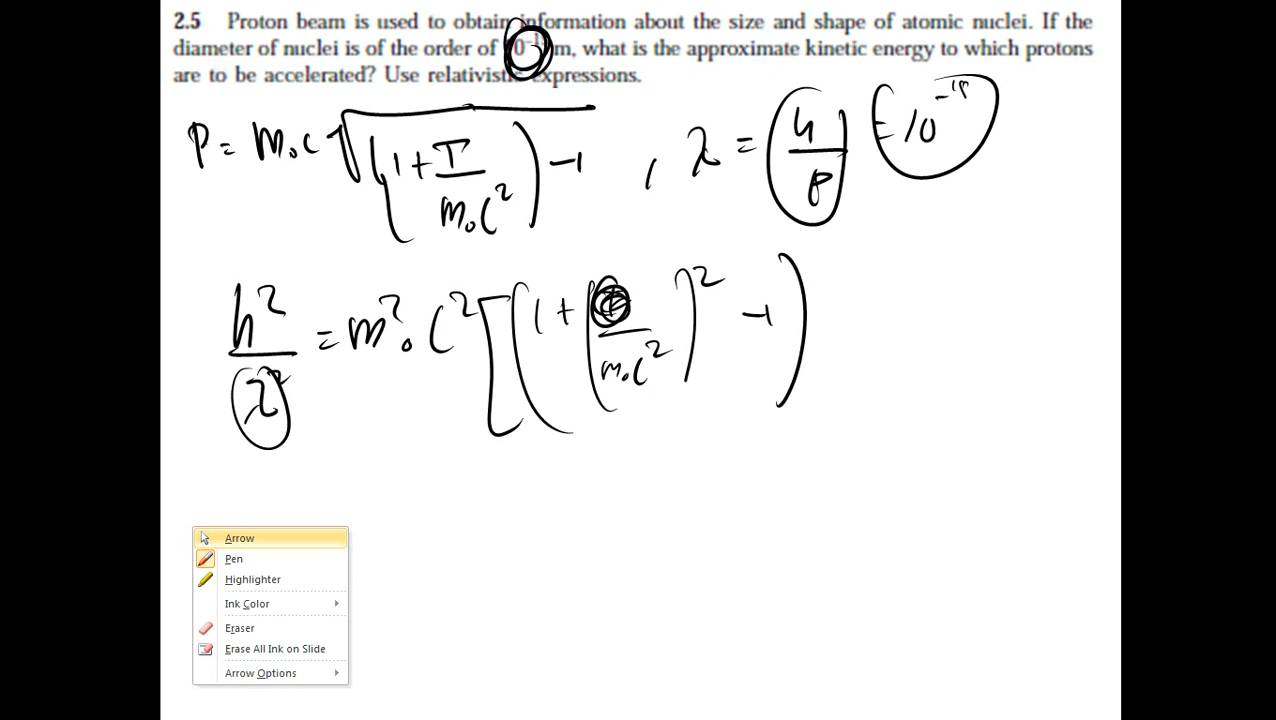 2.5 Proton beam is used to obtain information about the size and shape of atomic nuclei. If the
diameter of nuclei is of the order of m, what is the approximate kinetic energy to which protons
are to be accelerated? Use relativistic expressions.
P = m₀c √((1 + T/m₀c²) - 1 , λ = h/p = 10
h²/λ² = m₀² c² [((1 + /m₀c²)² - 1)
Arrow
Pen
Highlighter
Ink Color
Eraser
Erase All Ink on Slide
Arrow Options